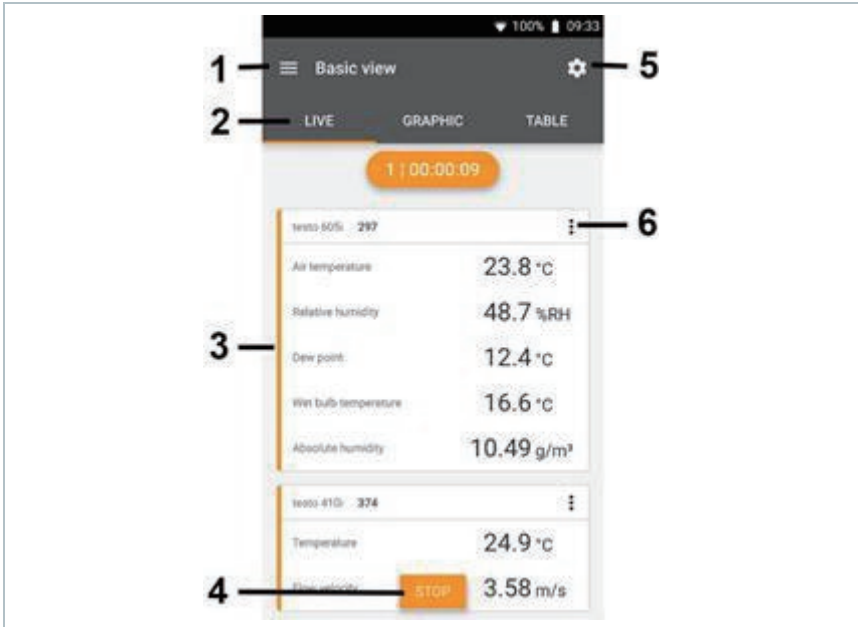 100% 09:33
1 Basic view 5
2 LIVE GRAPHIC TABLE
1 | 00:00:09
testo 605i 297 6
Air temperature 23.8 °C
Relative humidity 48.7 %RH
3 Dew point 12.4 °C
Wet bulb temperature 16.6 °C
Absolute humidity 10.49 g/m³
testo 410i 374
Temperature 24.9 °C
4 Flow velocity STOP 3.58 m/s